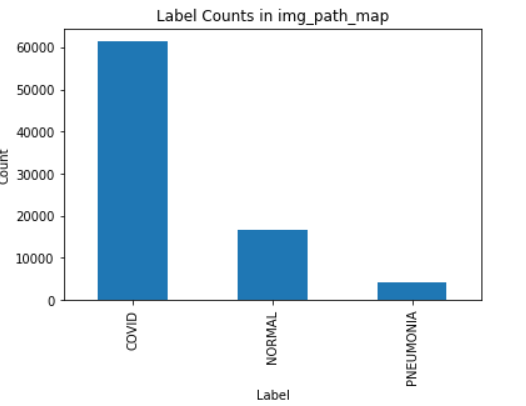 Label Counts in img_path_map
60000
50000
40000
30000
20000
10000
0
Count
COVID
NORMAL
PNEUMONIA
Label